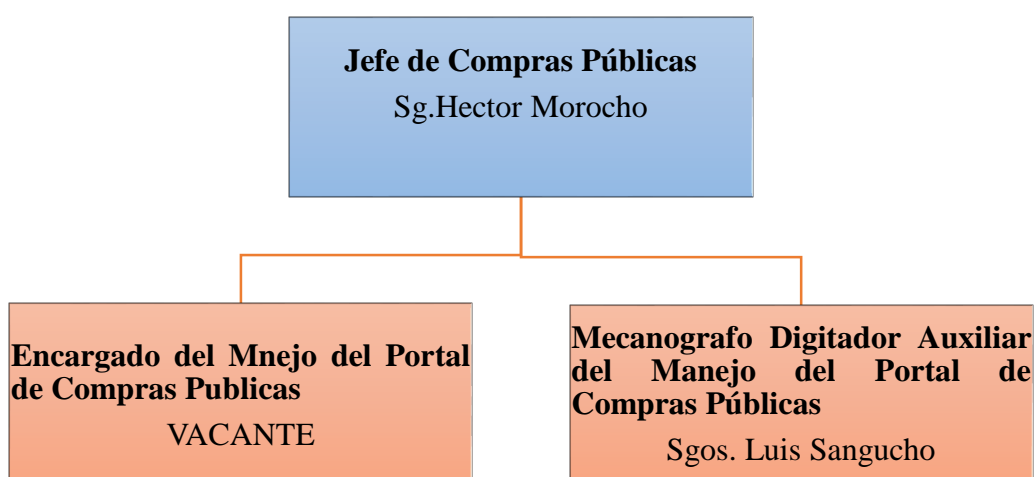 Jefe de Compras Públicas
Sg.Hector Morocho
Encargado del Mnejo del Portal
de Compras Publicas
VACANTE
Mecanografo Digitador Auxiliar
del Manejo del Portal de
Compras Públicas
Sgos. Luis Sangucho